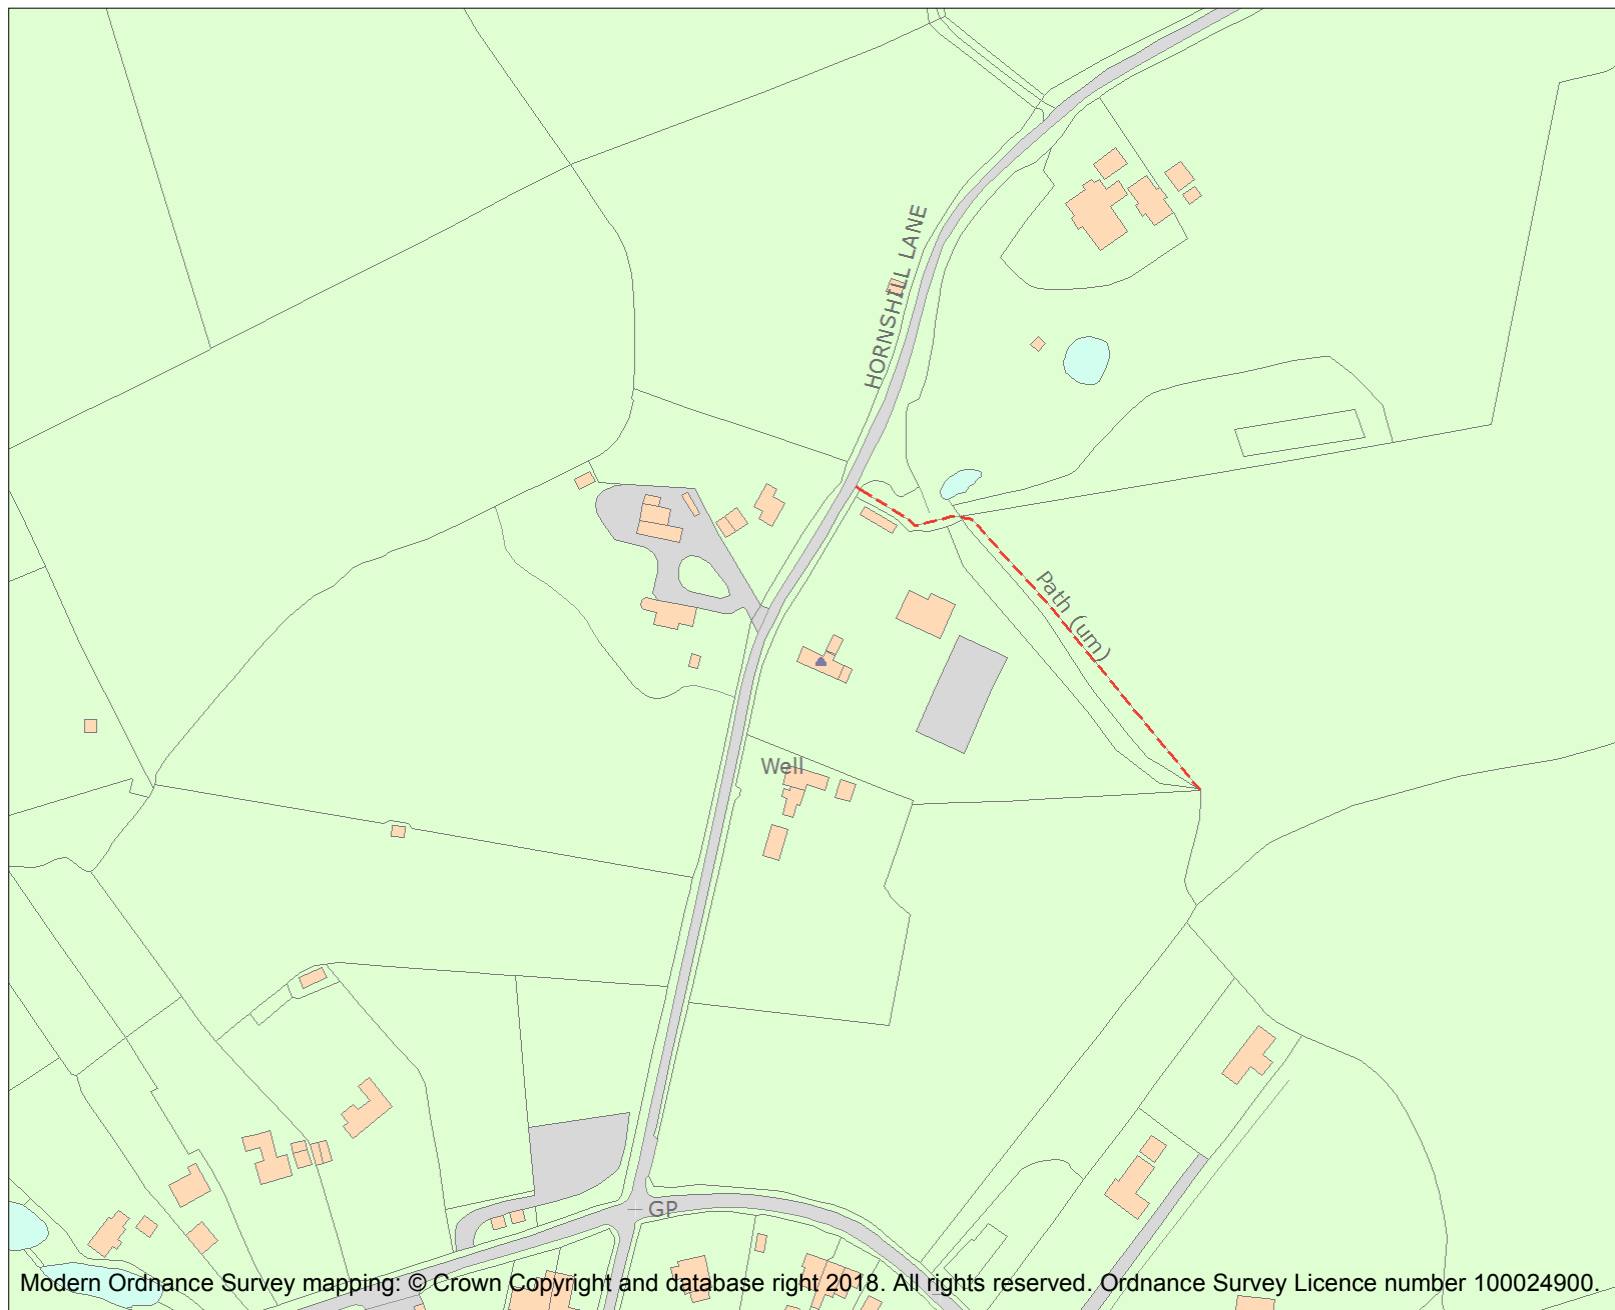 HORNSHILL LANE
Path (um)
Well
GP
Modern Ordnance Survey mapping: © Crown Copyright and database right 2018. All rights reserved. Ordnance Survey Licence number 100024900.